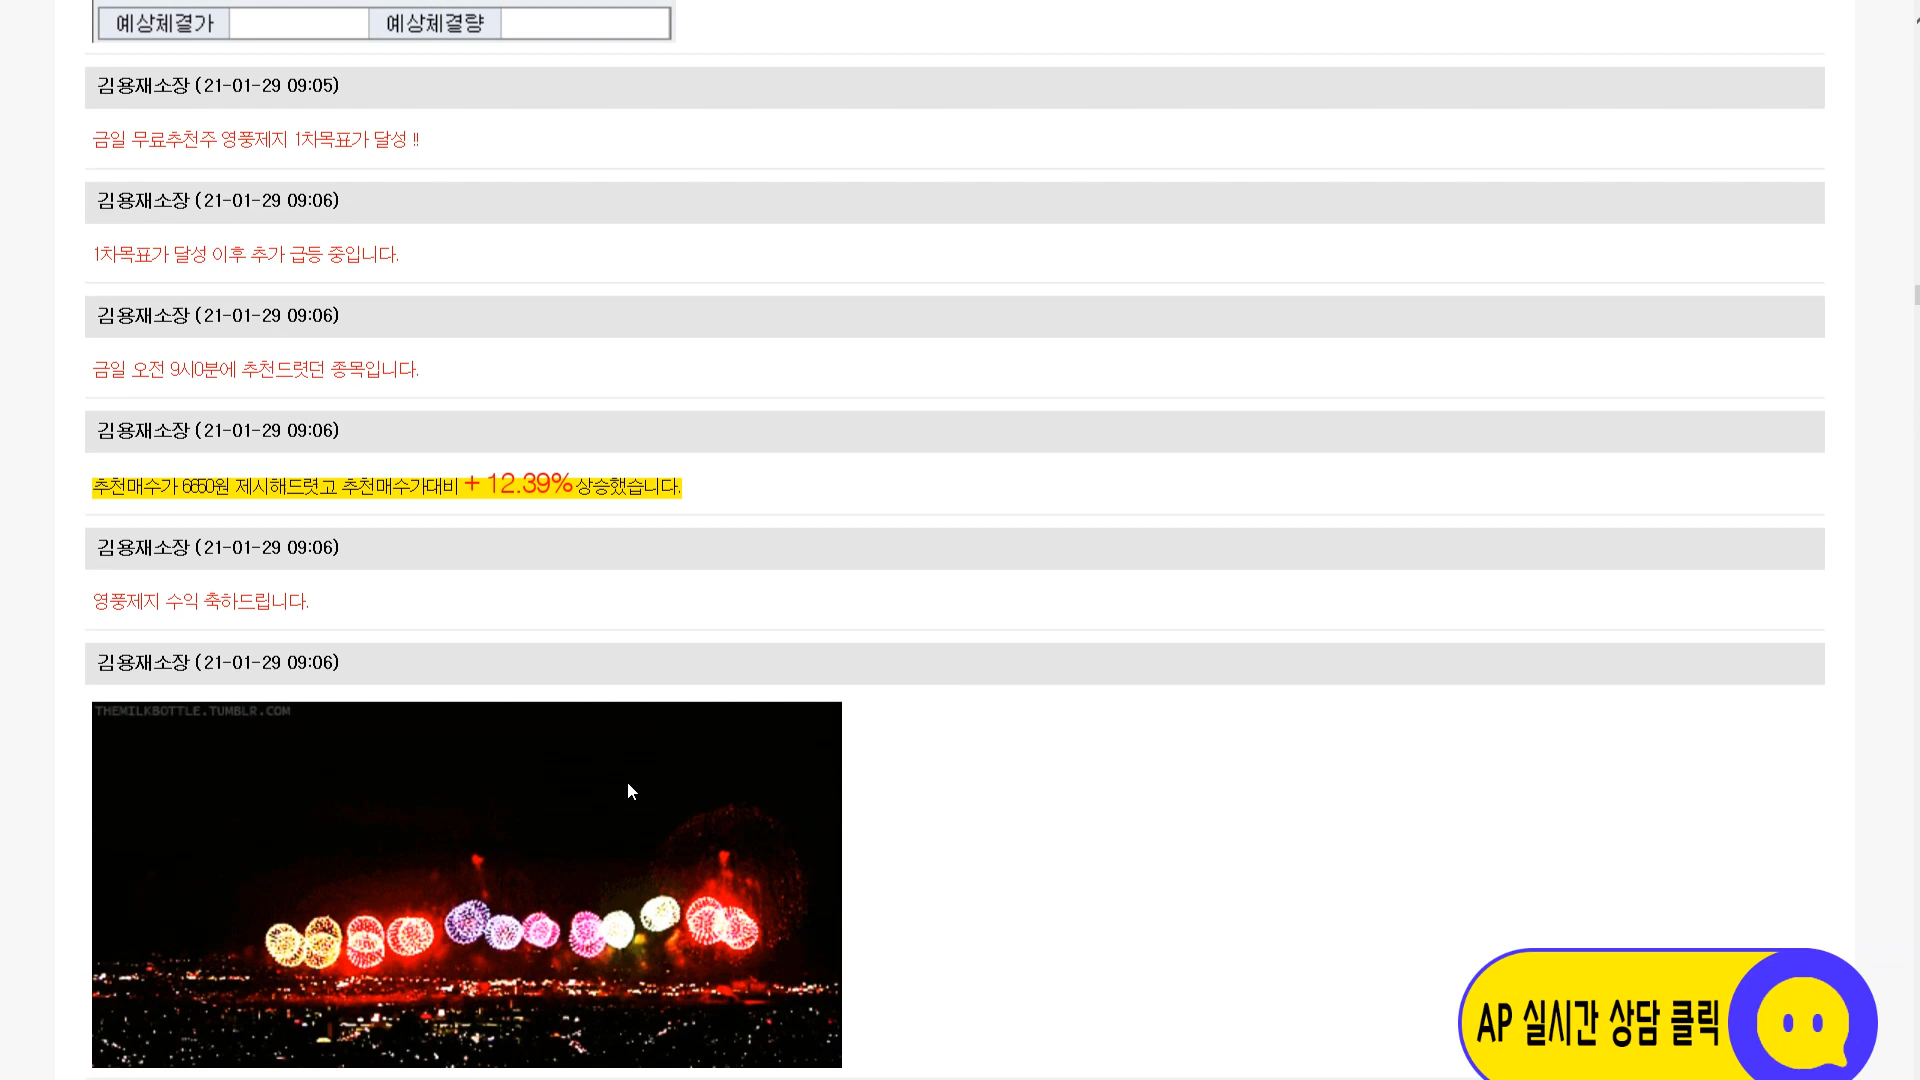 예상체결가 예상체결량
김용재소장 (21-01-29 09:05)
금일 무료추천주 영풍제지 1차목표가 달성 !!
김용재소장 (21-01-29 09:06)
1차목표가 달성 이후 추가 급등 중입니다.
김용재소장 (21-01-29 09:06)
금일 오전 9시0분에 추천드렷던 종목입니다.
김용재소장 (21-01-29 09:06)
추천매수가 6650원 제시해드렷고 추천매수가대비 + 12.39% 상승했습니다.
김용재소장 (21-01-29 09:06)
영풍제지 수익 축하드립니다.
김용재소장 (21-01-29 09:06)
THEMILKBOTTLE.TUMBLR.COM
AP 실시간 상담 클릭